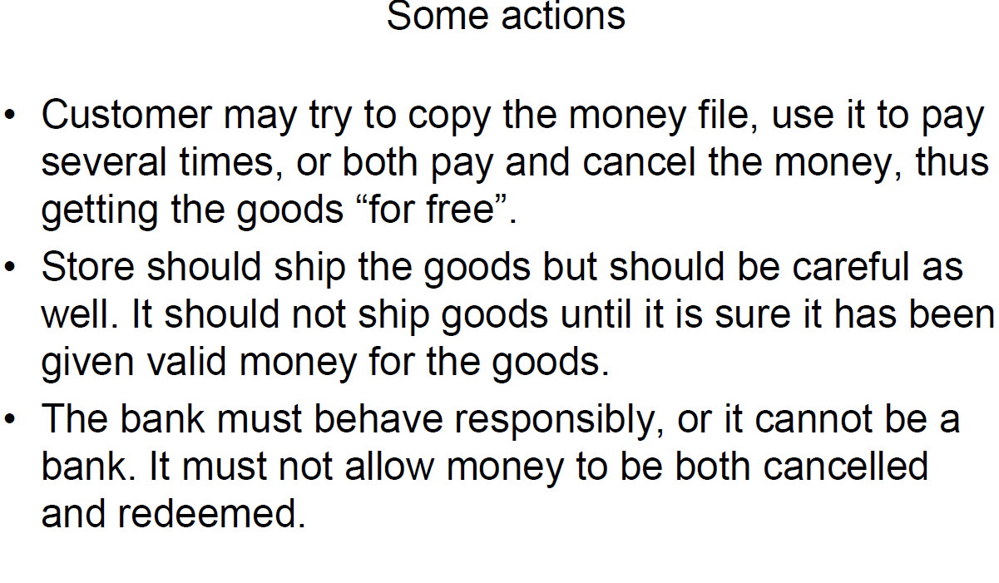 Some actions
• Customer may try to copy the money file, use it to pay
several times, or both pay and cancel the money, thus
getting the goods “for free”.
• Store should ship the goods but should be careful as
well. It should not ship goods until it is sure it has been
given valid money for the goods.
• The bank must behave responsibly, or it cannot be a
bank. It must not allow money to be both cancelled
and redeemed.